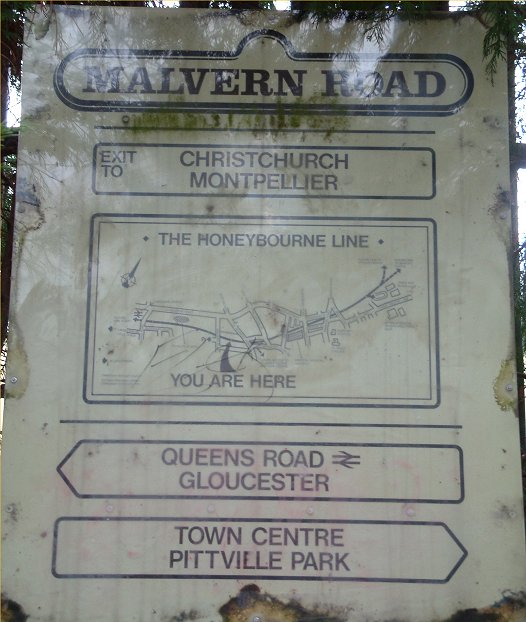 MALVERN ROAD
EXIT TO
CHRISTCHURCH
MONTPELLIER
THE HONEYBOURNE LINE
YOU ARE HERE
QUEENS ROAD
GLOUCESTER
TOWN CENTRE
PITTVILLE PARK